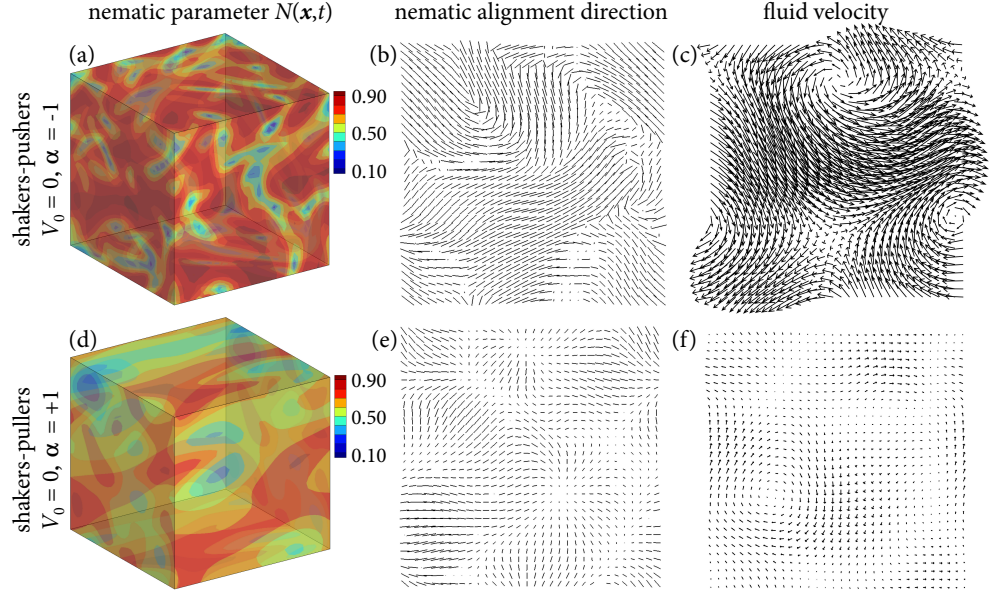 nematic parameter N(x,t)
nematic alignment direction
fluid velocity
(a)
(b)
(c)
0.90
0.50
0.10
shakers-pushers
V₀ = 0, α = -1
(d)
(e)
(f)
0.90
0.50
0.10
shakers-pullers
V₀ = 0, α = +1